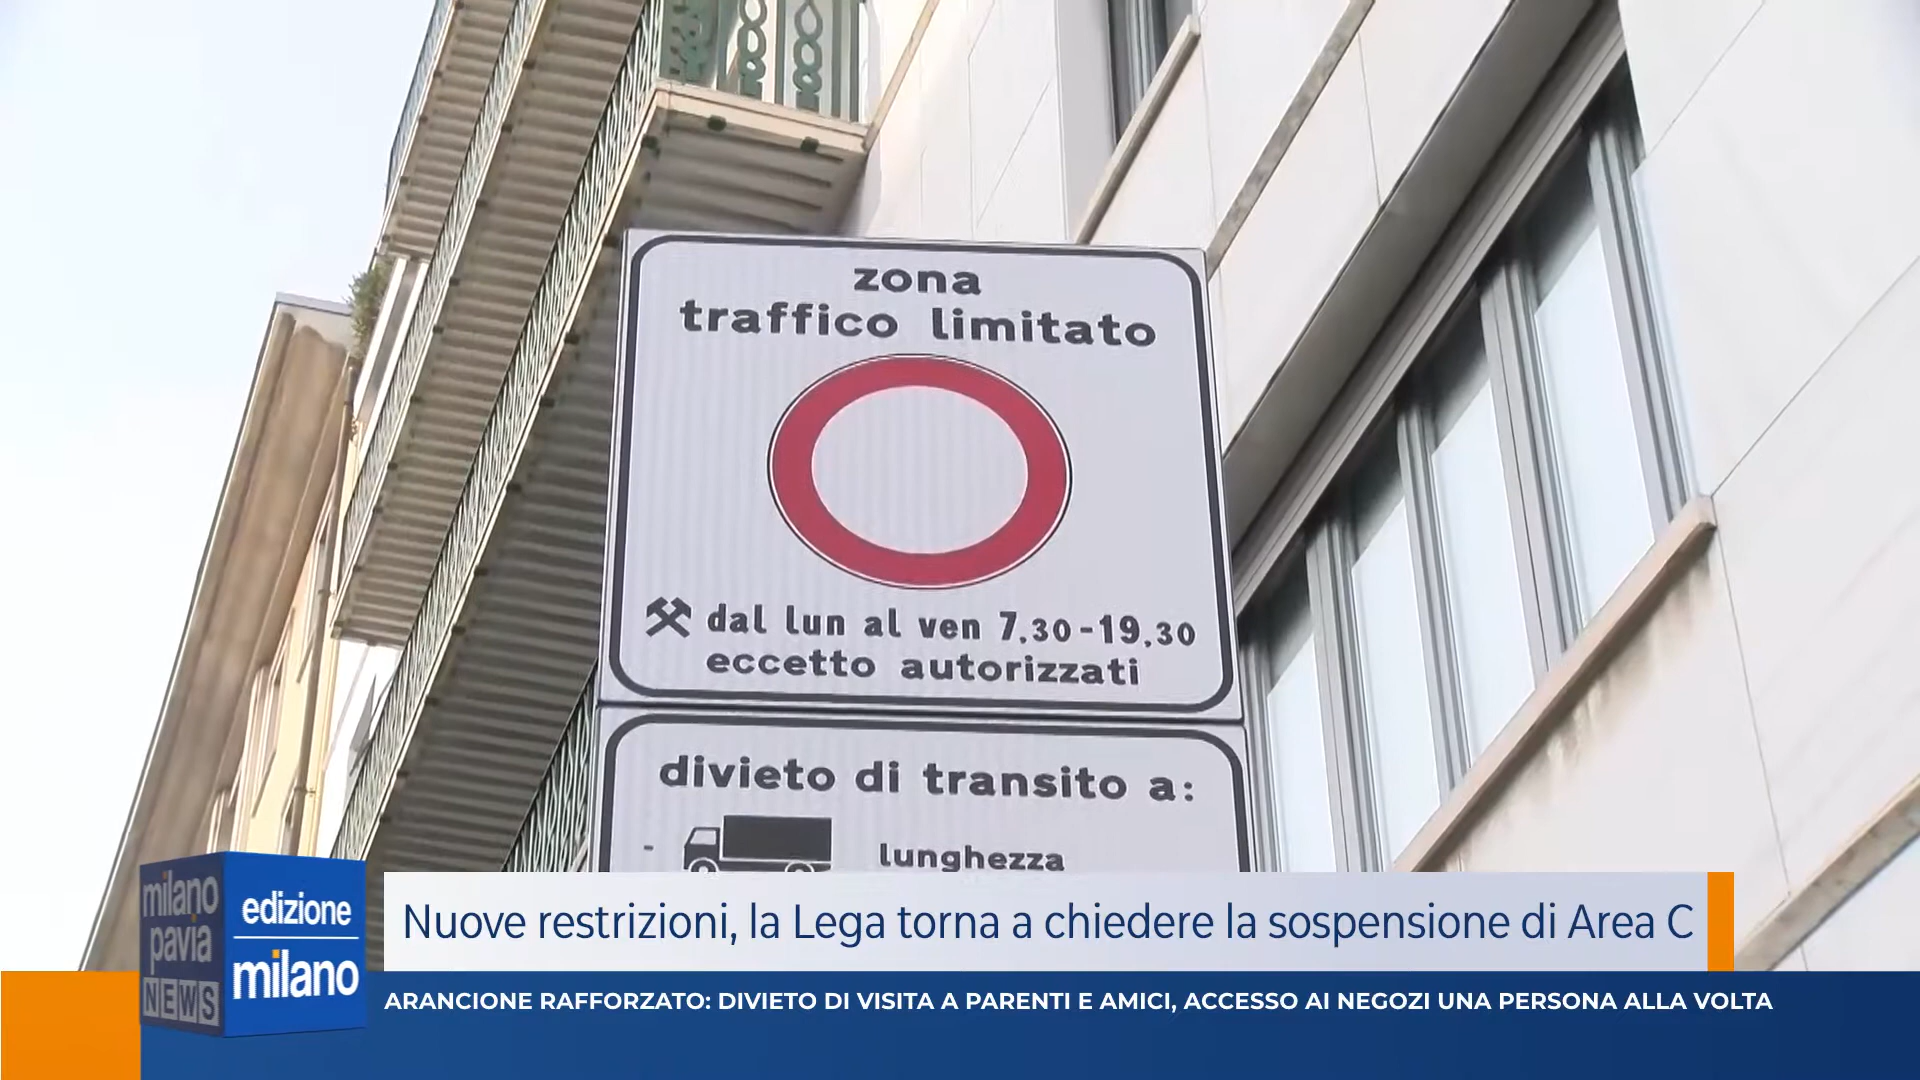 zona
traffico limitato
dal lun al ven 7.30-19.30
eccetto autorizzati
divieto di transito a:
lunghezza
milano
pavia
NEWS
edizione
milano
Nuove restrizioni, la Lega torna a chiedere la sospensione di Area C
ARANCIONE RAFFORZATO: DIVIETO DI VISITA A PARENTI E AMICI, ACCESSO AI NEGOZI UNA PERSONA ALLA VOLTA